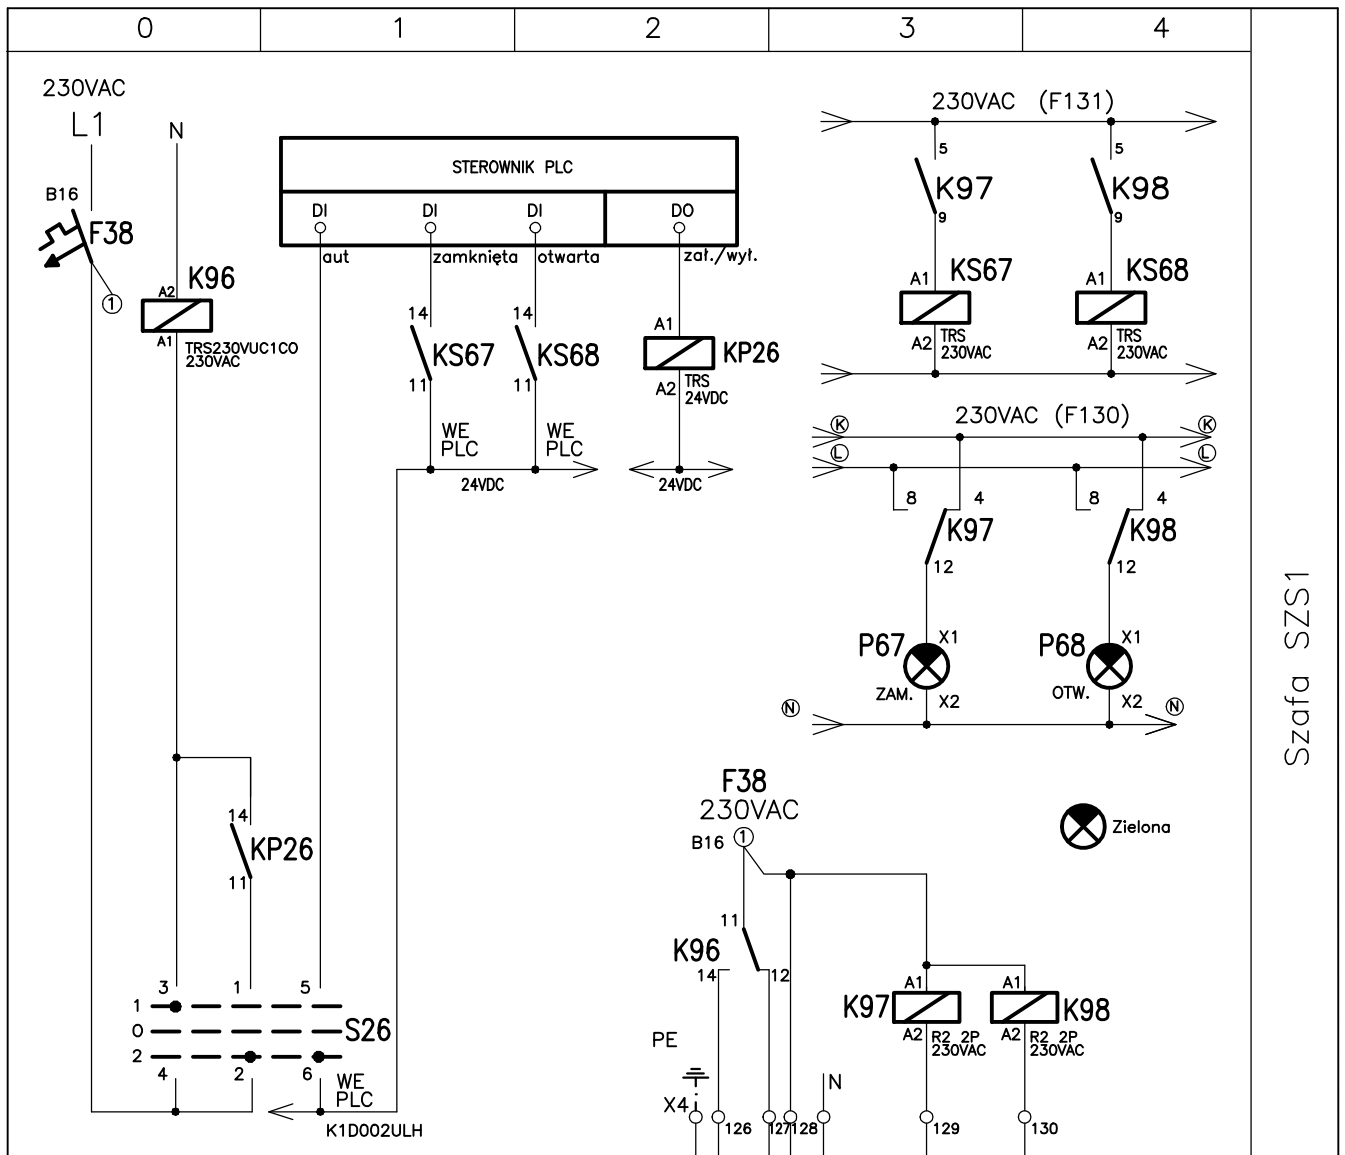 0 1 2 3 4
230VAC
L1
N
B16
F38
1
K96
A2
A1
TRS230VUC1CO
230VAC
STEROWNIK PLC
DI DI DI DO
aut zamknięta otwarta zał./wył.
14 14
KS67 KS68
11 11
A1
KP26
A2
TRS
24VDC
WE
PLC
WE
PLC
24VDC 24VDC
230VAC (F131)
5 5
K97 K98
9 9
KS67 KS68
A1 A1
A2 TRS A2 TRS
230VAC 230VAC
230VAC (F130)
K K
L L
8 4 8 4
K97 K98
12 12
P67 X1 P68 X1
ZAM. X2 OTW. X2
N N
Zielona
Szafa SZS1
14
KP26
11
3 1 5
1
0 S26
2
4 2 6
WE
PLC
K1D002ULH
F38
230VAC
B16 1
11
K96
14 12
A1 A1
K97 K98
A2 R2 2P A2 R2 2P
230VAC 230VAC
PE
N
X4
126 127 128 129 130